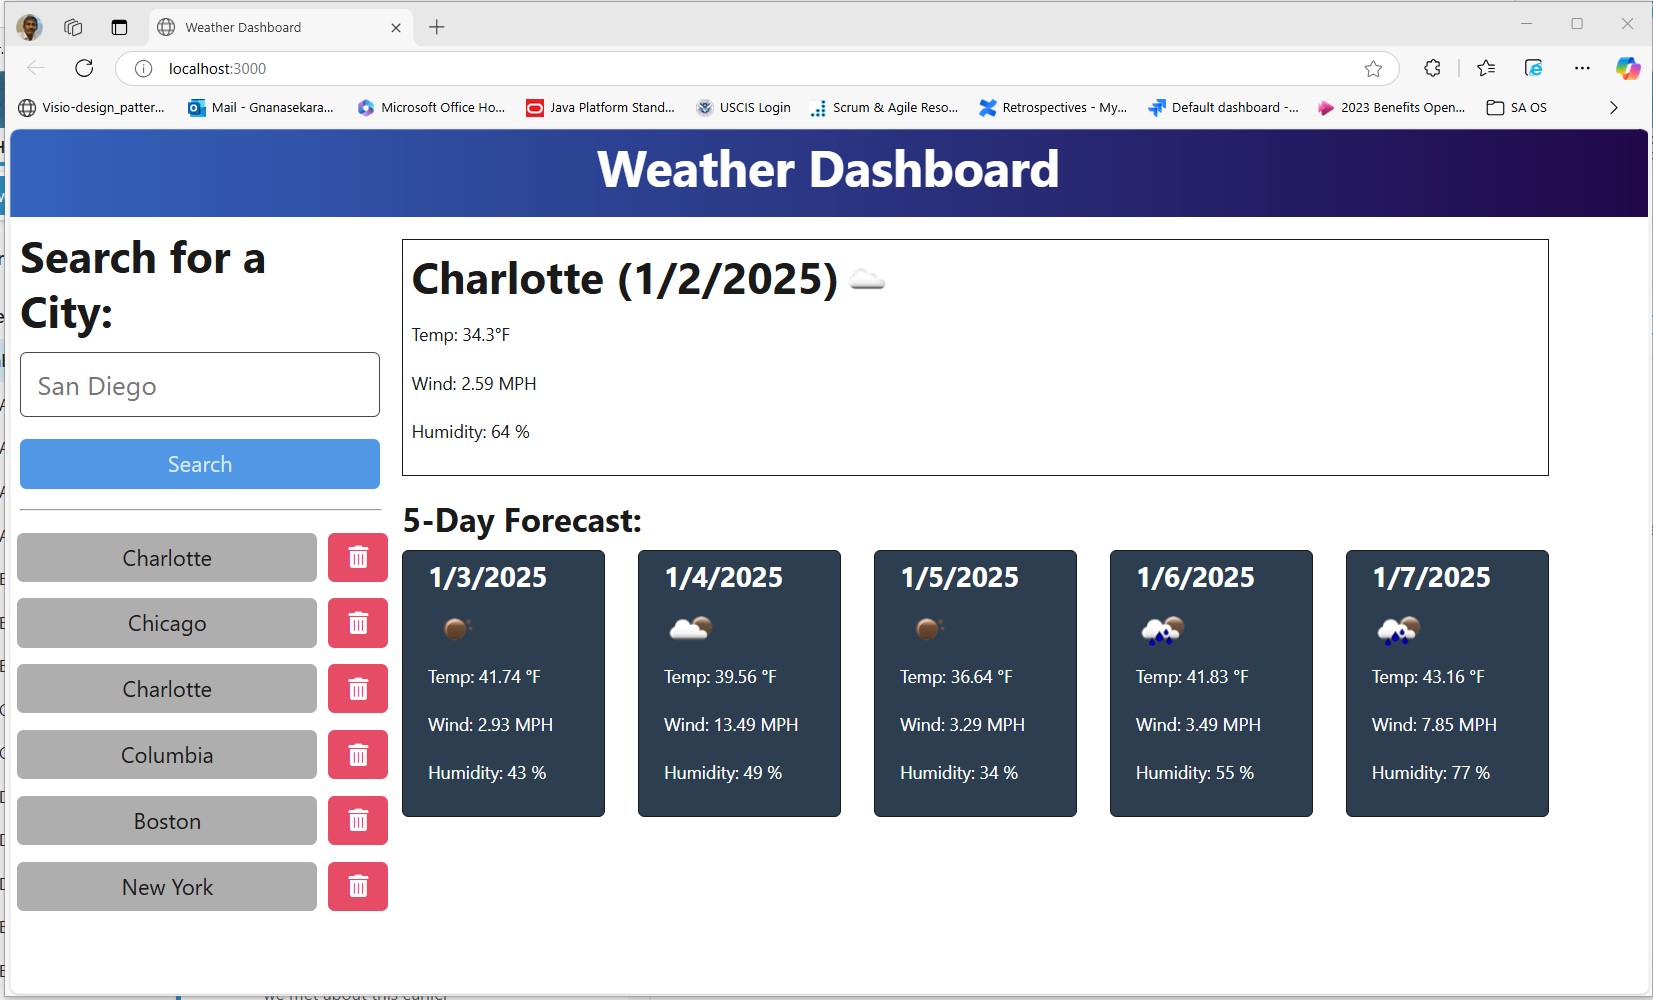 Weather Dashboard
localhost:3000
Visio-design_patter...
Mail - Gnanasekara...
Microsoft Office Ho...
Java Platform Stand...
USCIS Login
Scrum & Agile Reso...
Retrospectives - My...
Default dashboard -...
2023 Benefits Open...
SA OS
Weather Dashboard
Search for a
City:
San Diego
Search
Charlotte
Chicago
Charlotte
Columbia
Boston
New York
Charlotte (1/2/2025)
Temp: 34.3°F
Wind: 2.59 MPH
Humidity: 64 %
5-Day Forecast:
1/3/2025
Temp: 41.74 °F
Wind: 2.93 MPH
Humidity: 43 %
1/4/2025
Temp: 39.56 °F
Wind: 13.49 MPH
Humidity: 49 %
1/5/2025
Temp: 36.64 °F
Wind: 3.29 MPH
Humidity: 34 %
1/6/2025
Temp: 41.83 °F
Wind: 3.49 MPH
Humidity: 55 %
1/7/2025
Temp: 43.16 °F
Wind: 7.85 MPH
Humidity: 77 %
we met about this earlier